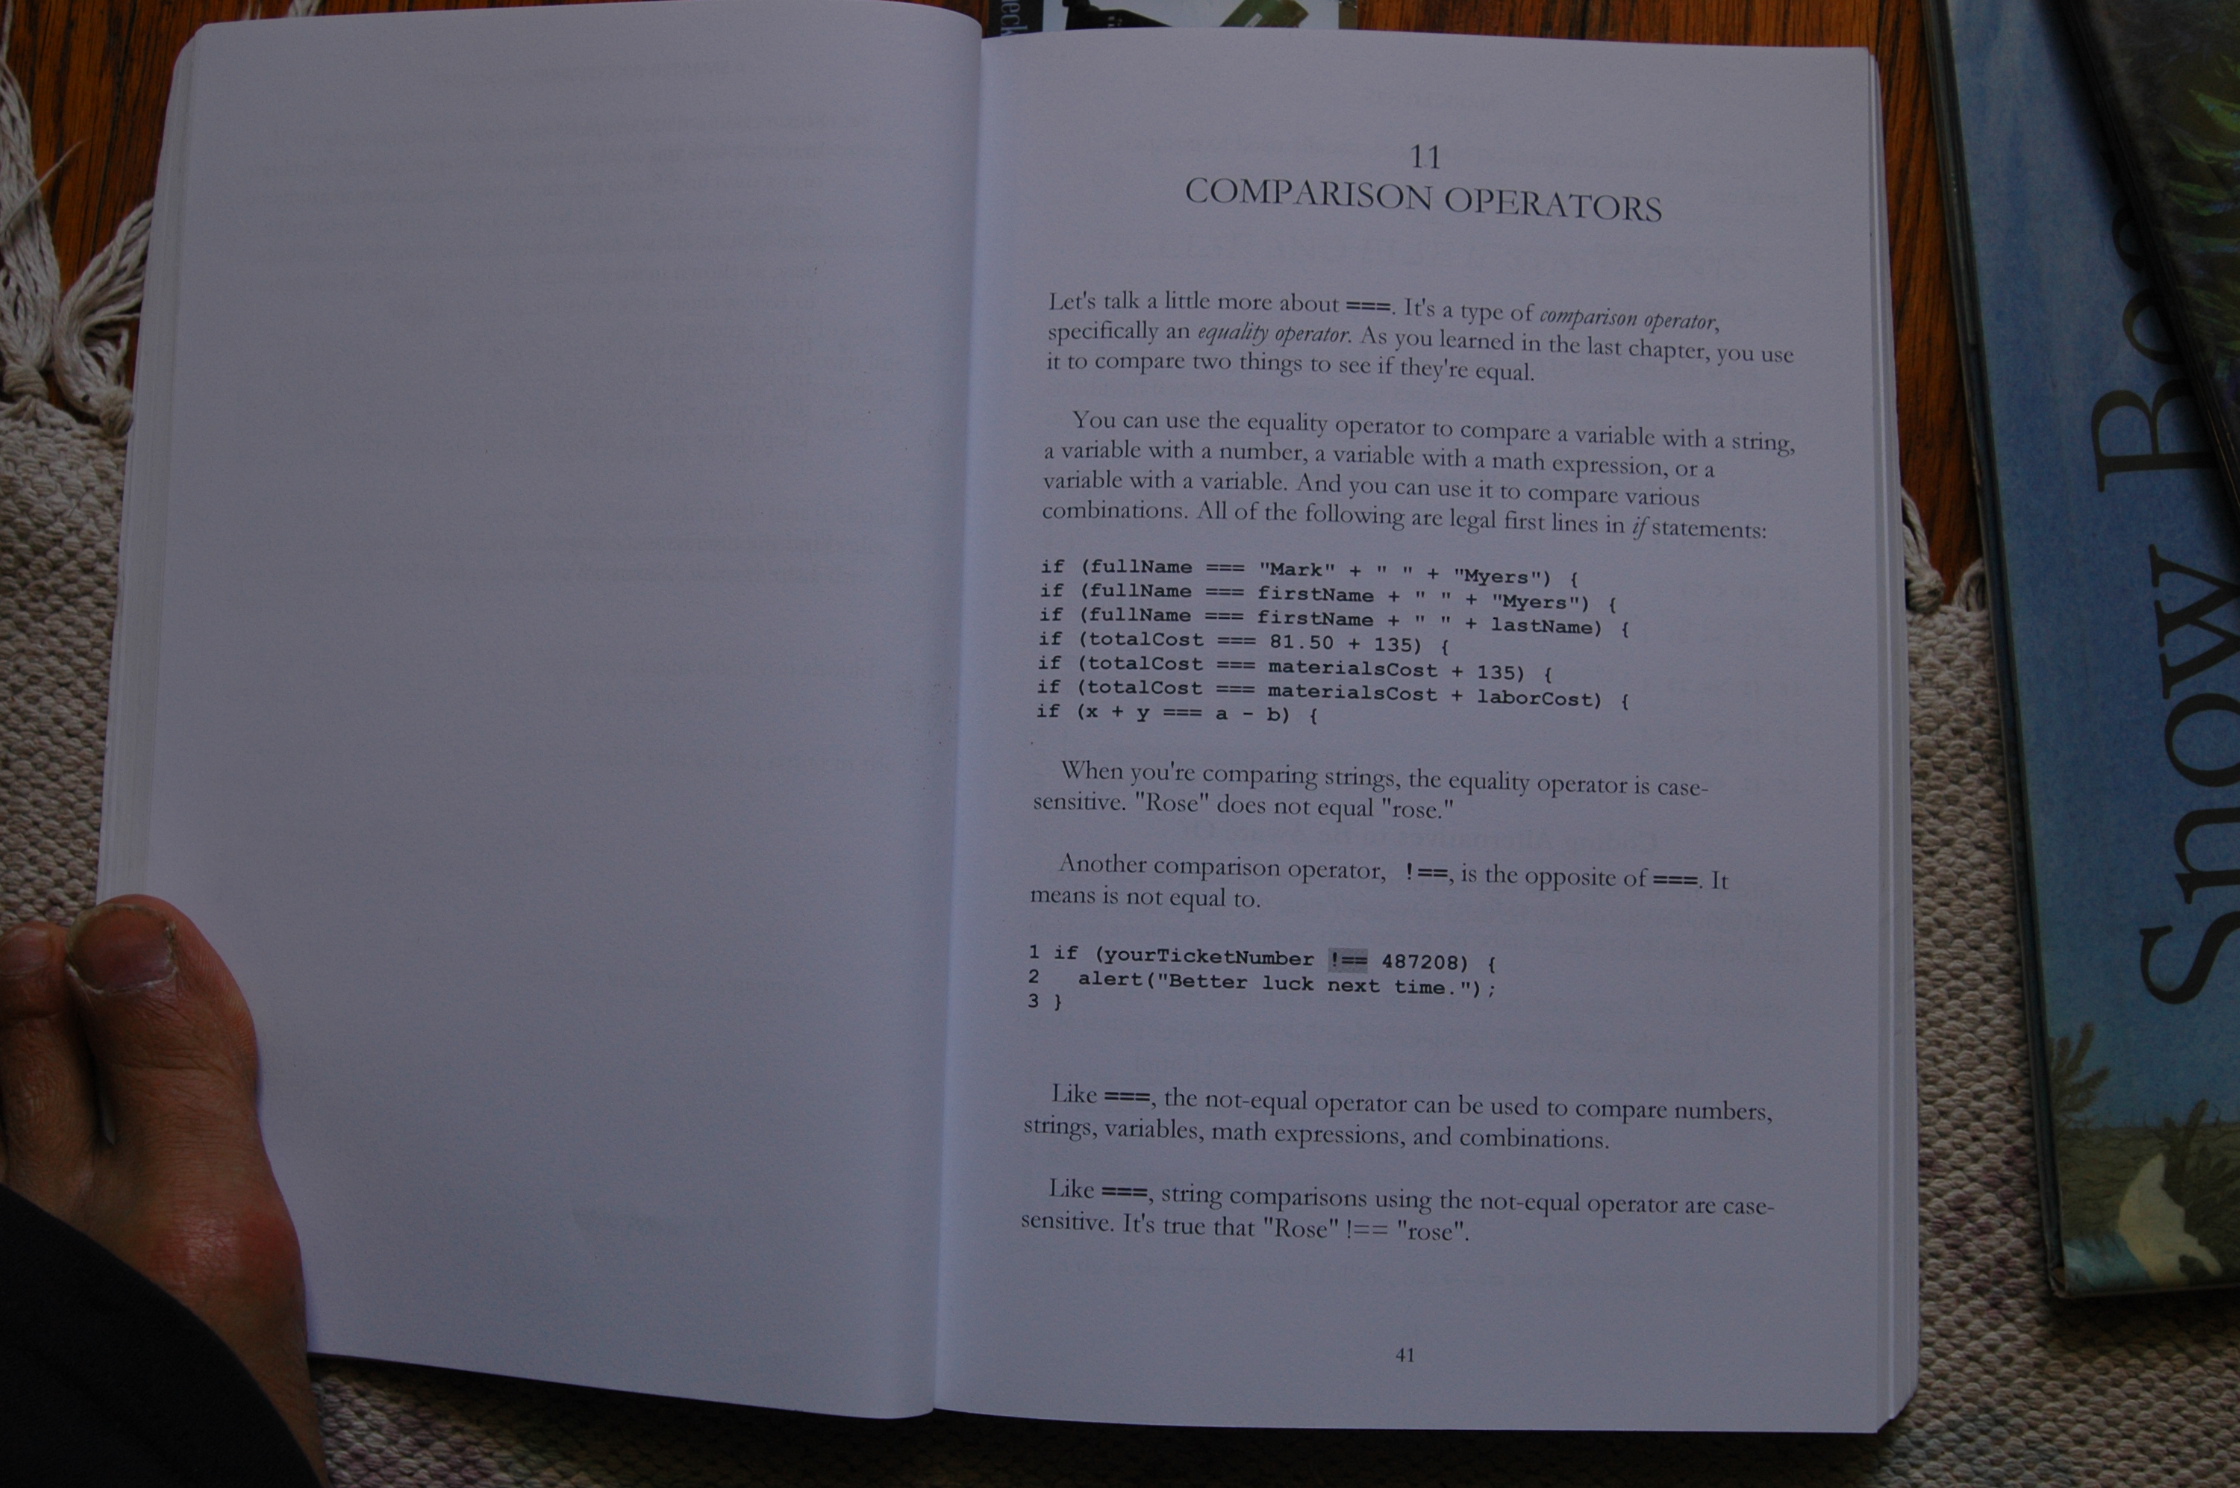 eck
11
COMPARISON OPERATORS
Let's talk a little more about ===. It's a type of comparison operator,
specifically an equality operator. As you learned in the last chapter, you use
it to compare two things to see if they're equal.
You can use the equality operator to compare a variable with a string,
a variable with a number, a variable with a math expression, or a
variable with a variable. And you can use it to compare various
combinations. All of the following are legal first lines in if statements:
if (fullName === "Mark" + " " + "Myers") {
if (fullName === firstName + " " + "Myers") {
if (fullName === firstName + " " + lastName) {
if (totalCost === 81.50 + 135) {
if (totalCost === materialsCost + 135) {
if (totalCost === materialsCost + laborCost) {
if (x + y === a - b) {
When you're comparing strings, the equality operator is case-
sensitive. "Rose" does not equal "rose."
Another comparison operator, !==, is the opposite of ===. It
means is not equal to.
1 if (yourTicketNumber !== 487208) {
2   alert("Better luck next time.");
3 }
Like ===, the not-equal operator can be used to compare numbers,
strings, variables, math expressions, and combinations.
Like ===, string comparisons using the not-equal operator are case-
sensitive. It's true that "Rose" !== "rose".
41
Snowy